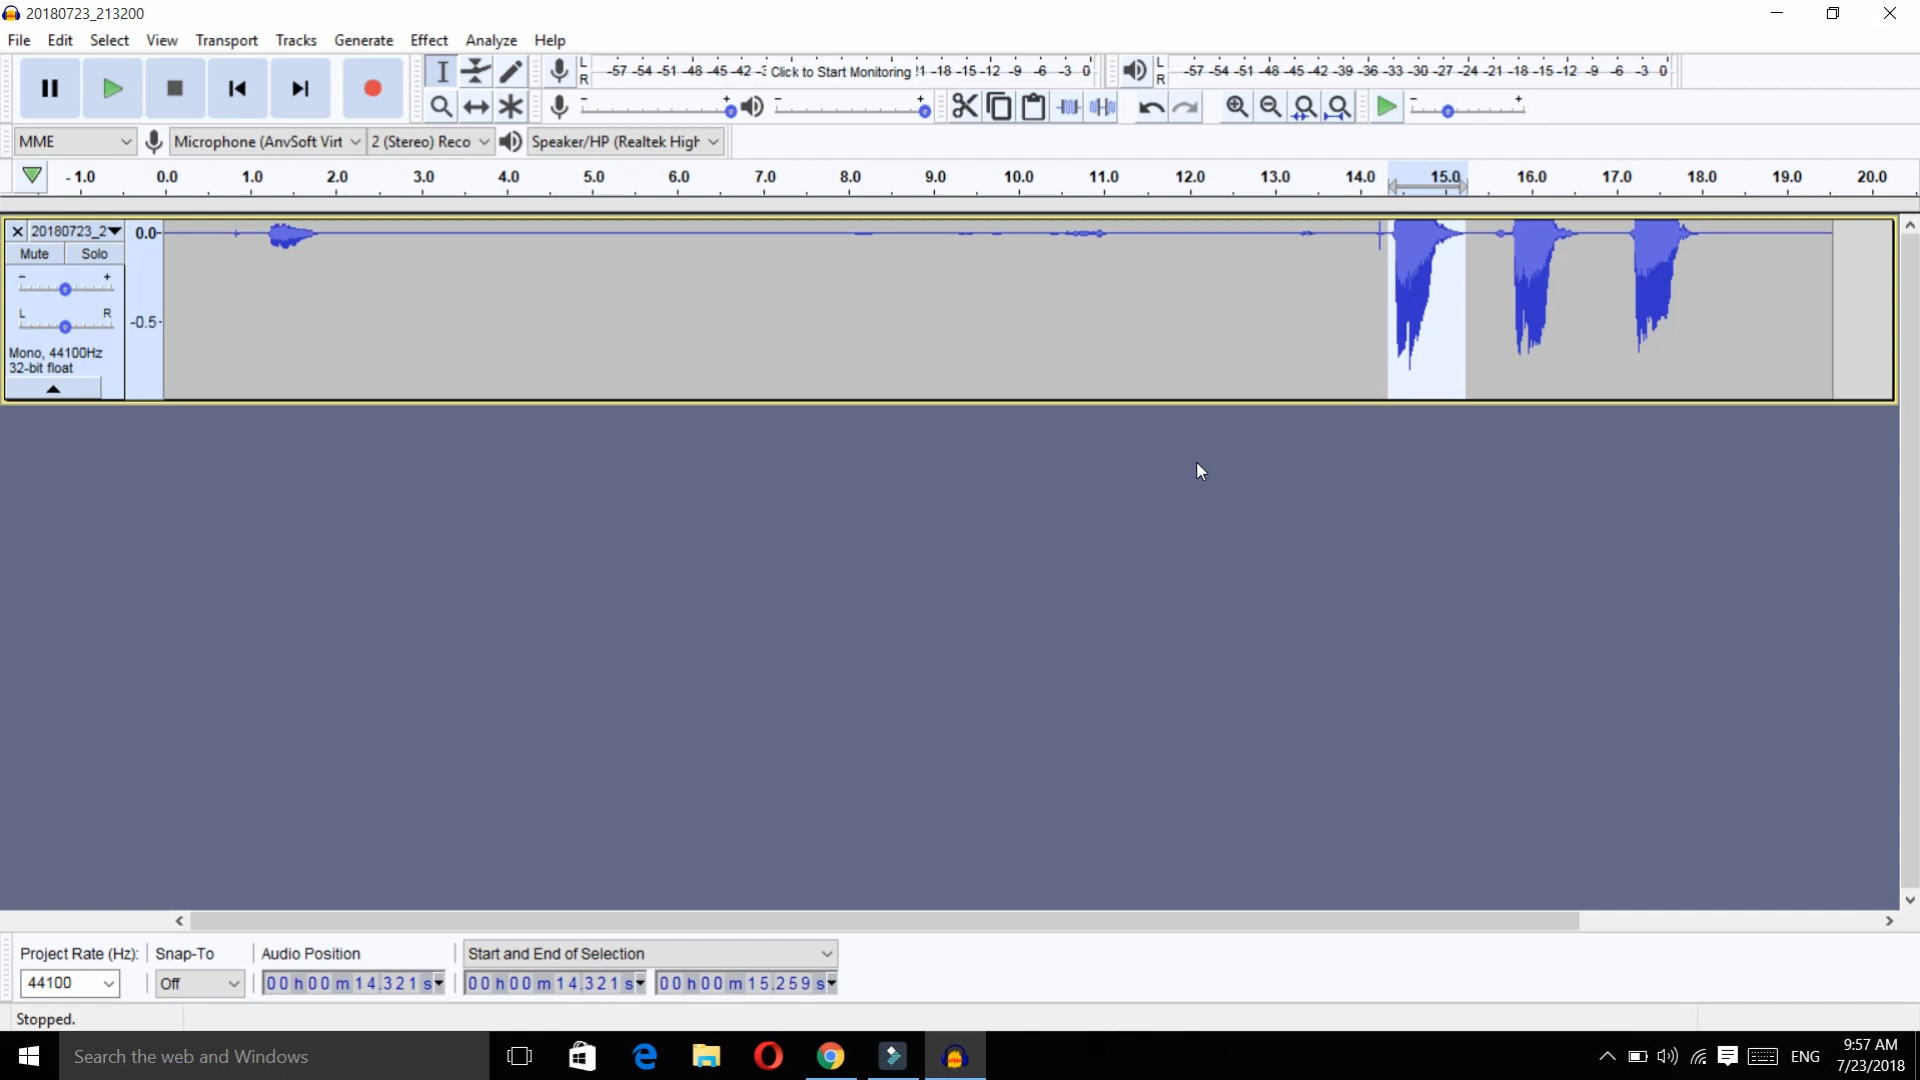 20180723_213200
File Edit Select View Transport Tracks Generate Effect Analyze Help
L R -57 -54 -51 -48 -45 -42 -3 Click to Start Monitoring !1 -18 -15 -12 -9 -6 -3 0
L R -57 -54 -51 -48 -45 -42 -39 -36 -33 -30 -27 -24 -21 -18 -15 -12 -9 -6 -3 0
MME Microphone (AnvSoft Virt 2 (Stereo) Reco Speaker/HP (Realtek High
-1.0 0.0 1.0 2.0 3.0 4.0 5.0 6.0 7.0 8.0 9.0 10.0 11.0 12.0 13.0 14.0 15.0 16.0 17.0 18.0 19.0 20.0
20180723_2 0.0-
Mute Solo
- +
L R
-0.5-
Mono, 44100Hz
32-bit float
Project Rate (Hz): Snap-To Audio Position Start and End of Selection
44100 Off 00 h 00 m 14.321 s 00 h 00 m 14.321 s 00 h 00 m 15.259 s
Stopped.
Search the web and Windows
ENG
9:57 AM
7/23/2018